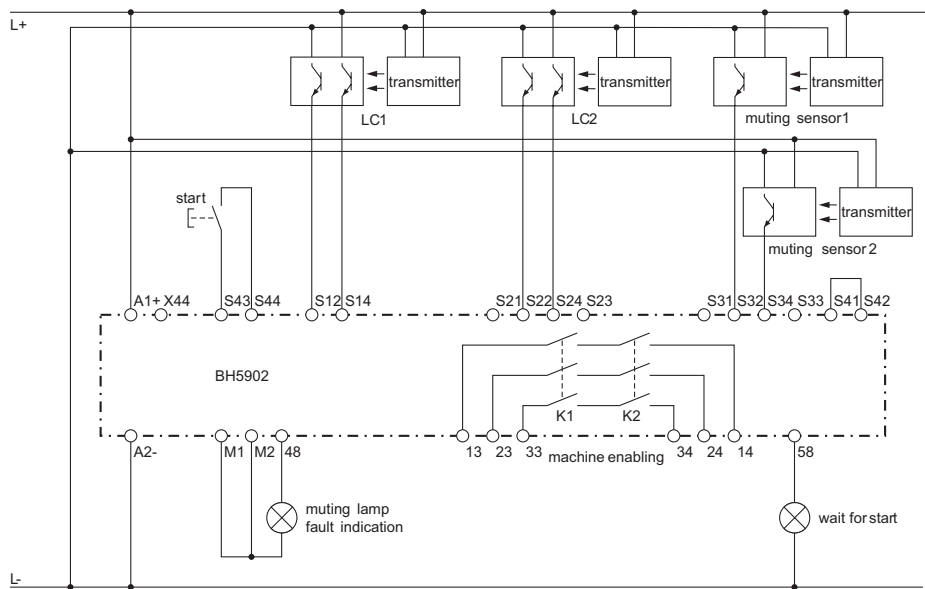 L+
transmitter
transmitter
transmitter
LC1
LC2
muting sensor1
start
transmitter
muting sensor2
A1+ X44 S43 S44 S12 S14 S21 S22 S24 S23 S31 S32 S34 S33 S41 S42
BH5902
K1 K2
A2- M1 M2 48 13 23 33 machine enabling 34 24 14 58
muting lamp
fault indication
wait for start
L-